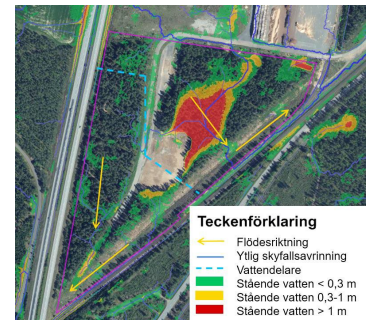 Teckenförklaring
Flödesriktning
Ytlig skyfallsavrinning
Vattendelare
Stående vatten < 0,3 m
Stående vatten 0,3-1 m
Stående vatten > 1 m